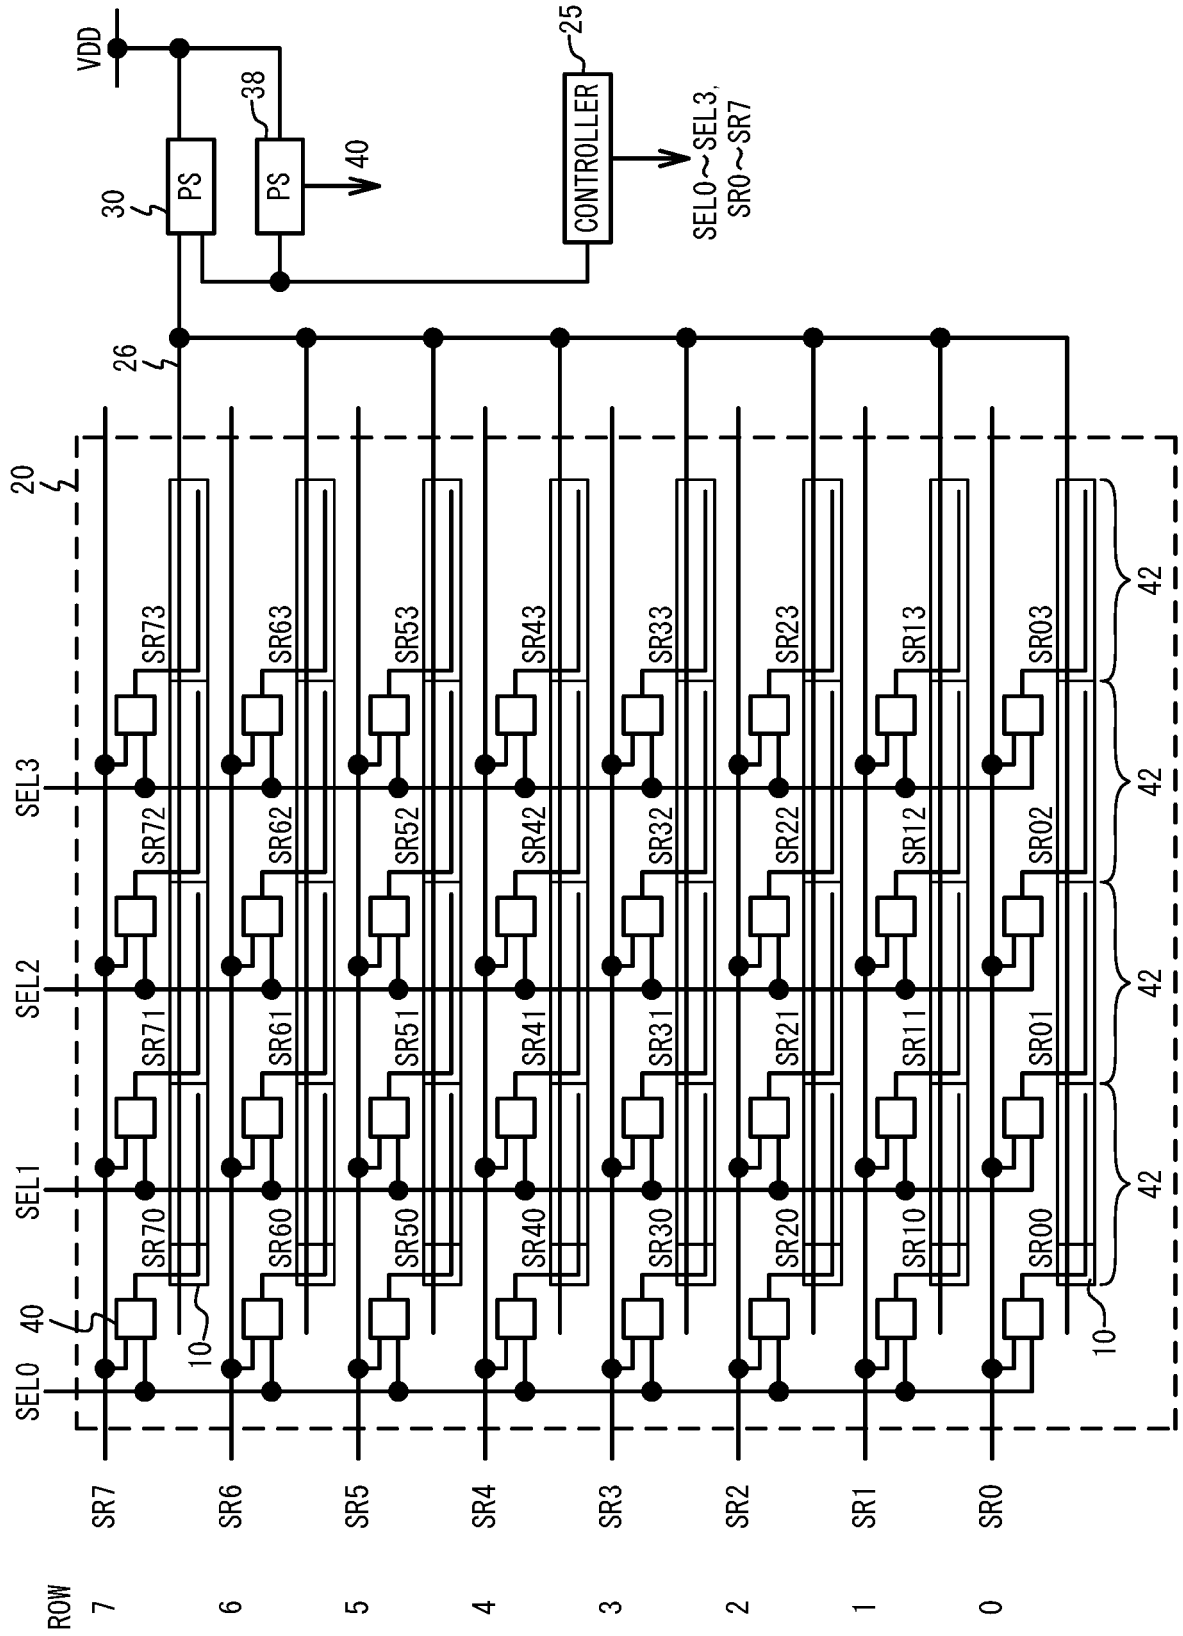 ROW
SEL0
SEL1
SEL2
SEL3
20
26
30
PS
38
PS
40
VDD
CONTROLLER
25
SEL0~SEL3,
SR0~SR7
7
SR7
40
10
SR70
SR71
SR72
SR73
6
SR6
SR60
SR61
SR62
SR63
5
SR5
SR50
SR51
SR52
SR53
4
SR4
SR40
SR41
SR42
SR43
3
SR3
SR30
SR31
SR32
SR33
2
SR2
SR20
SR21
SR22
SR23
1
SR1
SR10
SR11
SR12
SR13
0
SR0
SR00
SR01
SR02
SR03
10
42
42
42
42